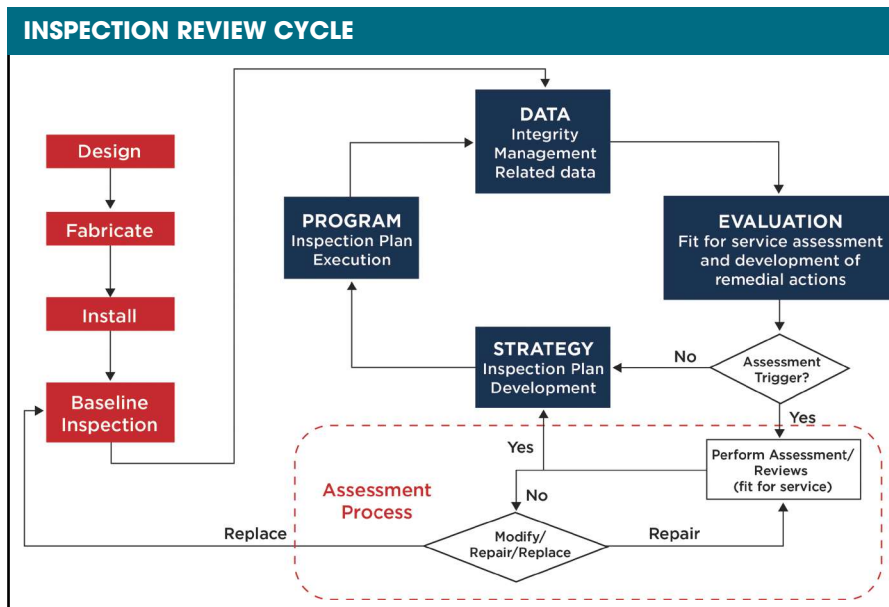 INSPECTION REVIEW CYCLE
Design
Fabricate
Install
Baseline
Inspection
DATA
Integrity
Management
Related data
PROGRAM
Inspection Plan
Execution
EVALUATION
Fit for service assessment
and development of
remedial actions
STRATEGY
Inspection Plan
Development
No
Assessment
Trigger?
Yes
Yes
Perform Assessment/
Reviews
(fit for service)
Assessment
Process
No
Replace
Modify/
Repair/Replace
Repair